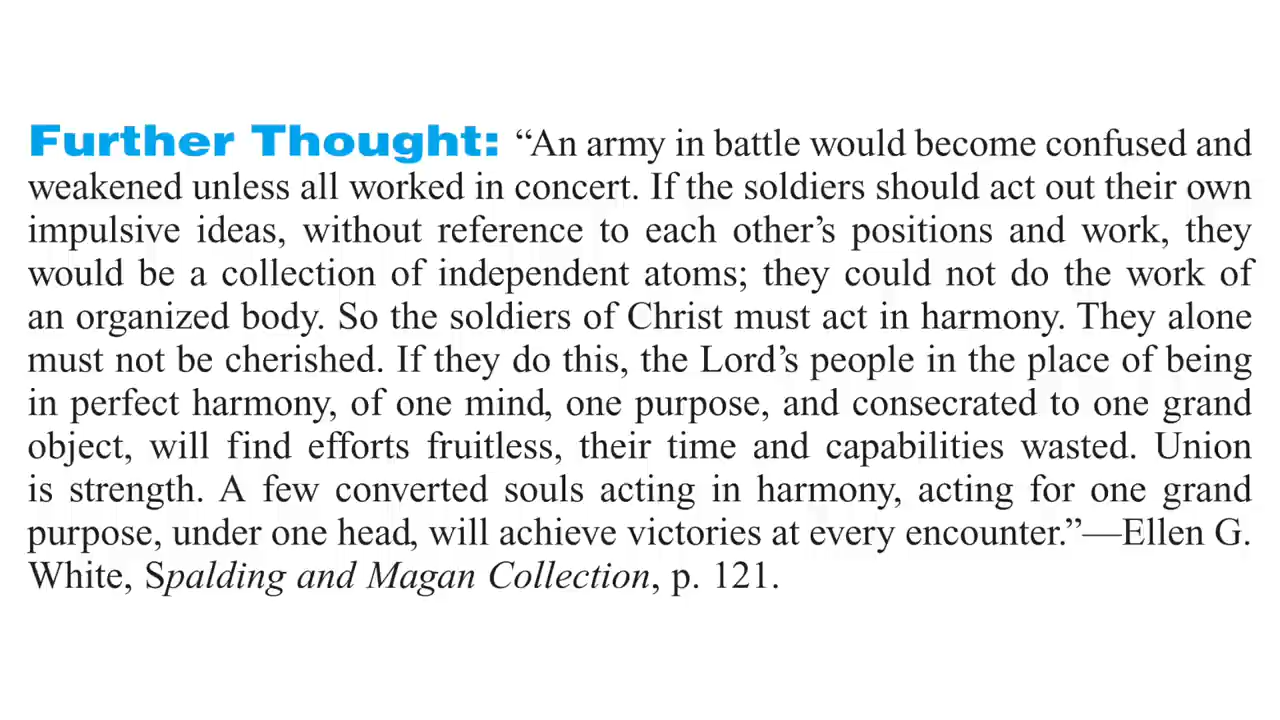 Further Thought: “An army in battle would become confused and
weakened unless all worked in concert. If the soldiers should act out their own
impulsive ideas, without reference to each other’s positions and work, they
would be a collection of independent atoms; they could not do the work of
an organized body. So the soldiers of Christ must act in harmony. They alone
must not be cherished. If they do this, the Lord’s people in the place of being
in perfect harmony, of one mind, one purpose, and consecrated to one grand
object, will find efforts fruitless, their time and capabilities wasted. Union
is strength. A few converted souls acting in harmony, acting for one grand
purpose, under one head, will achieve victories at every encounter.”—Ellen G.
White, Spalding and Magan Collection, p. 121.